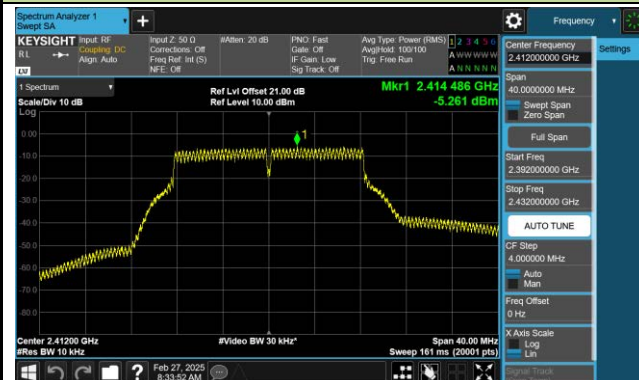 Spectrum Analyzer 1
Swept SA
Frequency
KEYSIGHT
RL
Input: RF
Coupling: DC
Align: Auto
Input Z: 50 Ω
Corrections: Off
Freq Ref: Int (S)
NFE: Off
#Atten: 20 dB
PNO: Fast
Gate: Off
IF Gain: Low
Sig Track: Off
Avg Type: Power (RMS)
Avg|Hold: 100/100
Trig: Free Run
1 2 3 4 5 6
A W W W W W
A N N N N N
LXI
1 Spectrum
Scale/Div 10 dB
Log
Ref Lvl Offset 21.00 dB
Ref Level 10.00 dBm
Mkr1 2.414 486 GHz
-5.261 dBm
1
0.00
-10.0
-20.0
-30.0
-40.0
-50.0
-60.0
-70.0
-80.0
Center 2.41200 GHz
#Res BW 10 kHz
#Video BW 30 kHz*
Span 40.00 MHz
Sweep 161 ms (20001 pts)
Center Frequency
2.412000000 GHz
Settings
Span
40.0000000 MHz
Swept Span
Zero Span
Full Span
Start Freq
2.392000000 GHz
Stop Freq
2.432000000 GHz
AUTO TUNE
CF Step
4.000000 MHz
Auto
Man
Freq Offset
0 Hz
X Axis Scale
Log
Lin
Signal Track
Feb 27, 2025
8:33:52 AM